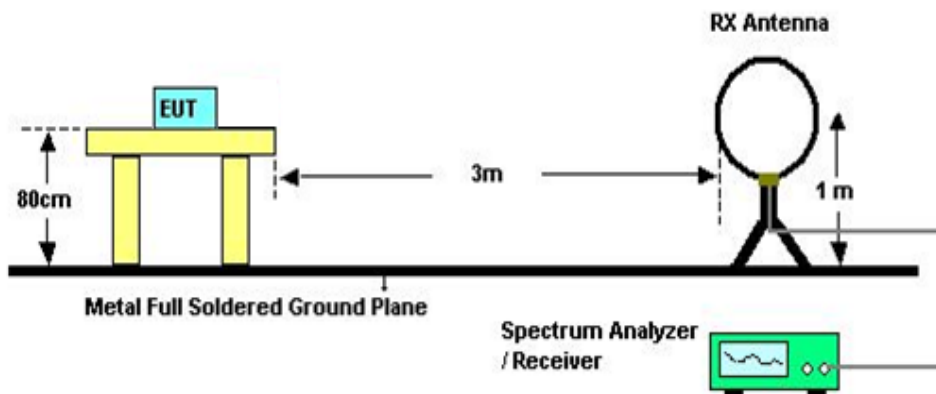 RX Antenna
EUT
3m
80cm
1 m
Metal Full Soldered Ground Plane
Spectrum Analyzer
/ Receiver